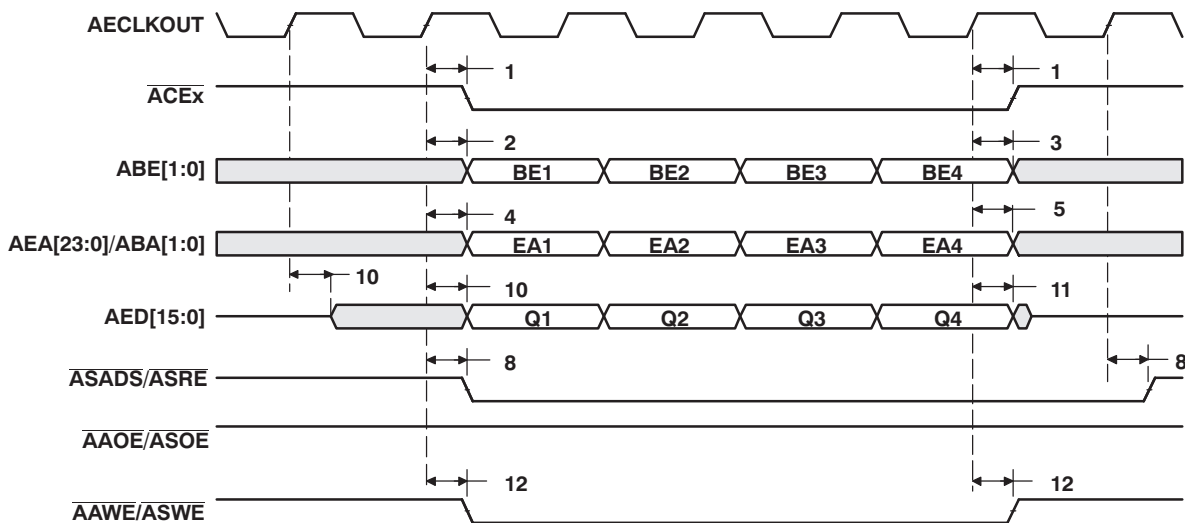 AECLKOUT
1 1
ACEx
2 3
ABE[1:0] BE1 BE2 BE3 BE4
4 5
AEA[23:0]/ABA[1:0] EA1 EA2 EA3 EA4
10 10 11
AED[15:0] Q1 Q2 Q3 Q4
8 8
ASADS/ASRE
AAOE/ASOE
12 12
AAWE/ASWE